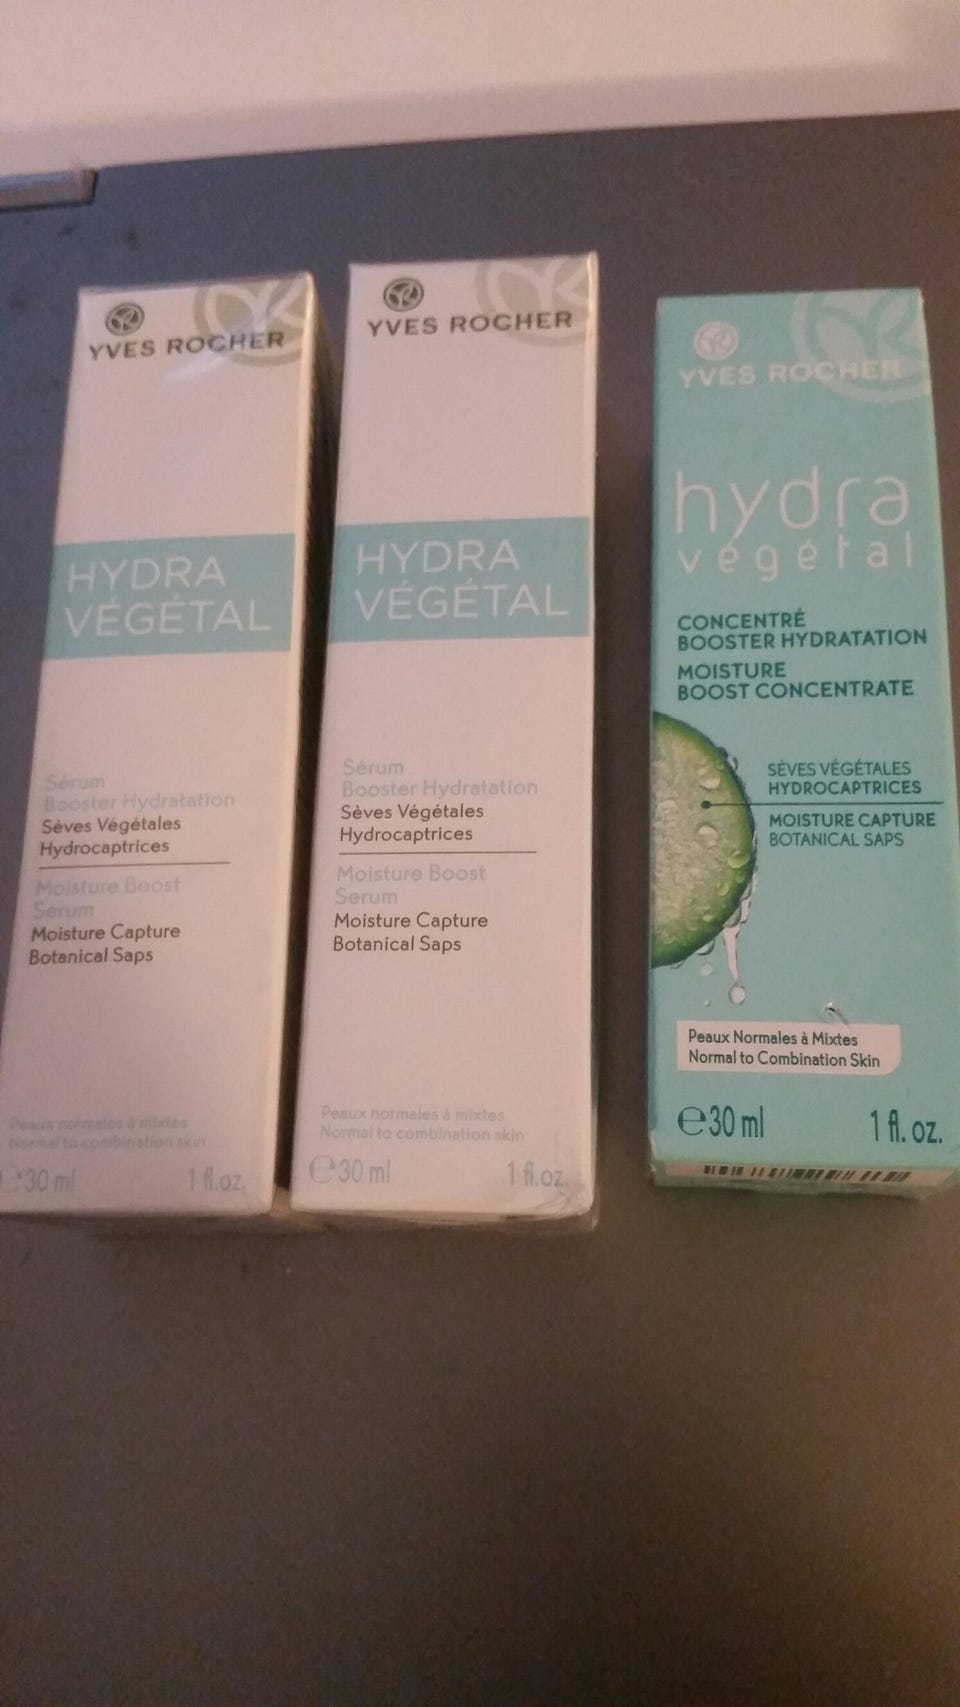 YVES ROCHER
HYDRA
VÉGÉTAL
Sérum
Booster Hydratation
Sèves Végétales
Hydrocaptrices
Moisture Boost
Serum
Moisture Capture
Botanical Saps
Peaux normales à mixtes
Normal to combination skin
30 ml 1 fl.oz.
YVES ROCHER
HYDRA
VÉGÉTAL
Sérum
Booster Hydratation
Sèves Végétales
Hydrocaptrices
Moisture Boost
Serum
Moisture Capture
Botanical Saps
Peaux normales à mixtes
Normal to combination skin
℮30 ml 1 fl.oz.
YVES ROCHER
hydra
végétal
CONCENTRÉ
BOOSTER HYDRATATION
MOISTURE
BOOST CONCENTRATE
SÈVES VÉGÉTALES
HYDROCAPTRICES
MOISTURE CAPTURE
BOTANICAL SAPS
Peaux Normales à Mixtes
Normal to Combination Skin
℮30 ml 1 fl. oz.